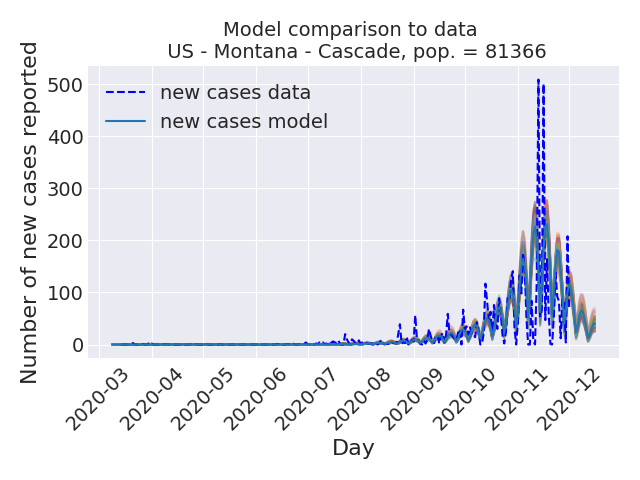 Model comparison to data
US - Montana - Cascade, pop. = 81366
Number of new cases reported
500
400
300
200
100
0
new cases data
new cases model
2020-03
2020-04
2020-05
2020-06
2020-07
2020-08
2020-09
2020-10
2020-11
2020-12
Day